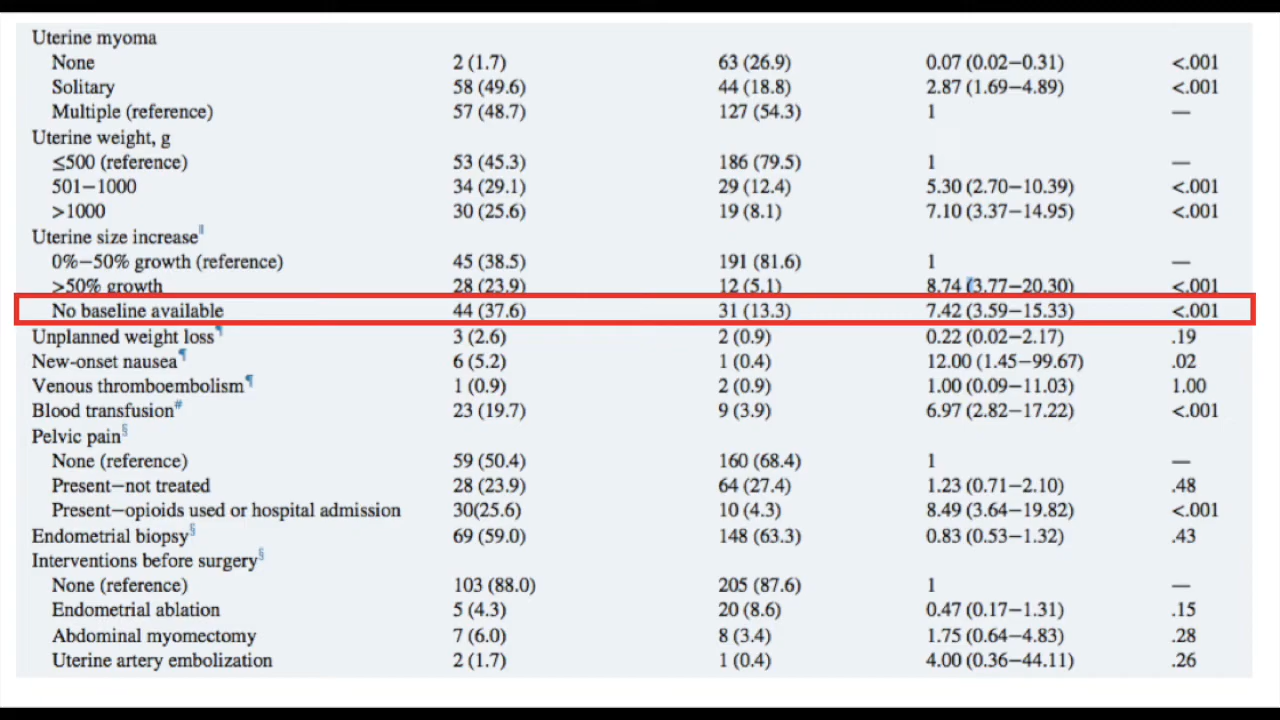 Uterine myoma
None 2 (1.7) 63 (26.9) 0.07 (0.02–0.31) <.001
Solitary 58 (49.6) 44 (18.8) 2.87 (1.69–4.89) <.001
Multiple (reference) 57 (48.7) 127 (54.3) 1 —
Uterine weight, g
≤500 (reference) 53 (45.3) 186 (79.5) 1 —
501–1000 34 (29.1) 29 (12.4) 5.30 (2.70–10.39) <.001
>1000 30 (25.6) 19 (8.1) 7.10 (3.37–14.95) <.001
Uterine size increase‖
0%–50% growth (reference) 45 (38.5) 191 (81.6) 1 —
>50% growth 28 (23.9) 12 (5.1) 8.74 (3.77–20.30) <.001
No baseline available 44 (37.6) 31 (13.3) 7.42 (3.59–15.33) <.001
Unplanned weight loss¶ 3 (2.6) 2 (0.9) 0.22 (0.02–2.17) .19
New-onset nausea¶ 6 (5.2) 1 (0.4) 12.00 (1.45–99.67) .02
Venous thromboembolism¶ 1 (0.9) 2 (0.9) 1.00 (0.09–11.03) 1.00
Blood transfusion# 23 (19.7) 9 (3.9) 6.97 (2.82–17.22) <.001
Pelvic pain§
None (reference) 59 (50.4) 160 (68.4) 1 —
Present—not treated 28 (23.9) 64 (27.4) 1.23 (0.71–2.10) .48
Present—opioids used or hospital admission 30(25.6) 10 (4.3) 8.49 (3.64–19.82) <.001
Endometrial biopsy§ 69 (59.0) 148 (63.3) 0.83 (0.53–1.32) .43
Interventions before surgery§
None (reference) 103 (88.0) 205 (87.6) 1 —
Endometrial ablation 5 (4.3) 20 (8.6) 0.47 (0.17–1.31) .15
Abdominal myomectomy 7 (6.0) 8 (3.4) 1.75 (0.64–4.83) .28
Uterine artery embolization 2 (1.7) 1 (0.4) 4.00 (0.36–44.11) .26